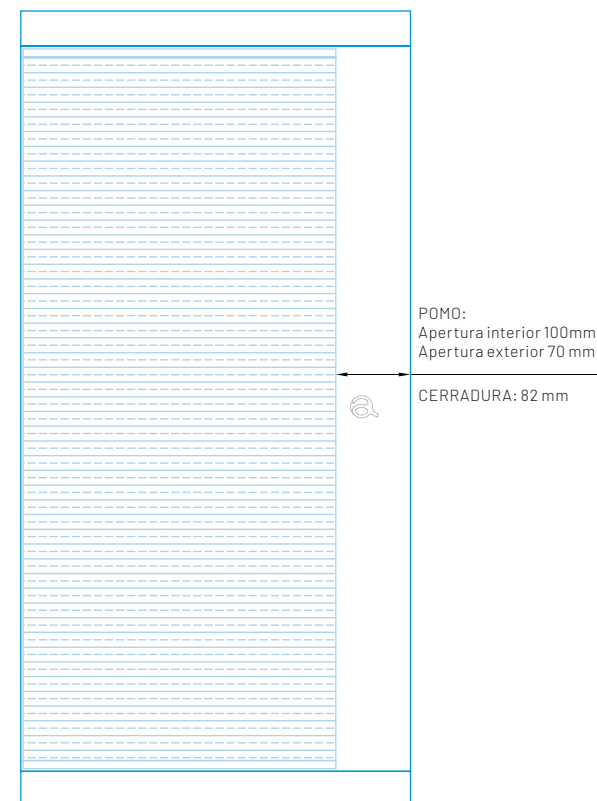 POMO:
Apertura interior 100mm
Apertura exterior 70 mm
CERRADURA: 82 mm